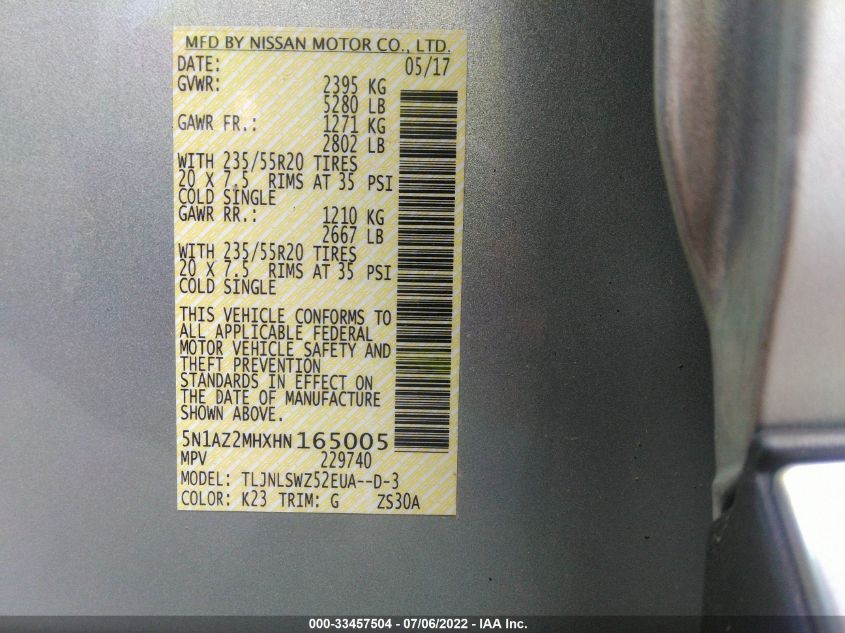 MFD BY NISSAN MOTOR CO., LTD.
DATE: 05/17
GVWR: 2395 KG
5280 LB
GAWR FR.: 1271 KG
2802 LB
WITH 235/55R20 TIRES
20 X 7.5 RIMS AT 35 PSI
COLD SINGLE
GAWR RR.: 1210 KG
2667 LB
WITH 235/55R20 TIRES
20 X 7.5 RIMS AT 35 PSI
COLD SINGLE
THIS VEHICLE CONFORMS TO
ALL APPLICABLE FEDERAL
MOTOR VEHICLE SAFETY AND
THEFT PREVENTION
STANDARDS IN EFFECT ON
THE DATE OF MANUFACTURE
SHOWN ABOVE.
5N1AZ2MHXHN165005
MPV 229740
MODEL: TLJNLSWZ52EUA--D-3
COLOR: K23 TRIM: G ZS30A
000-33457504 - 07/06/2022 - IAA Inc.